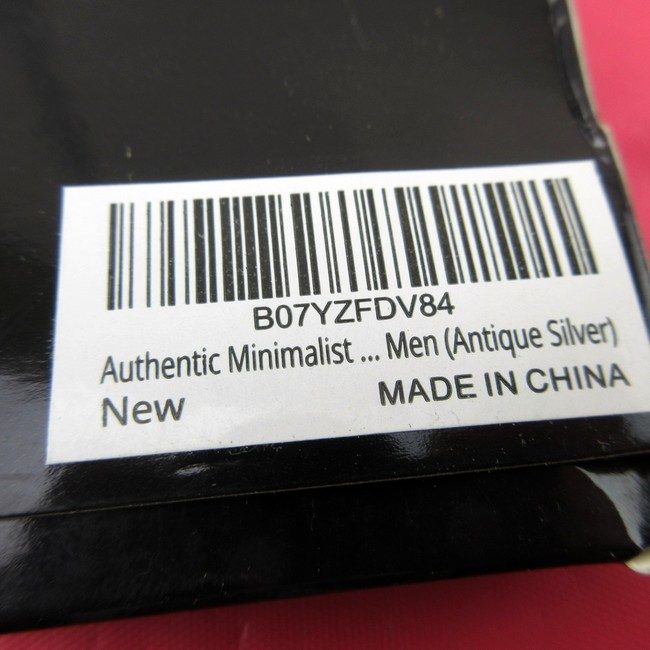 B07YZFDV84
Authentic Minimalist ... Men (Antique Silver)
New
MADE IN CHINA